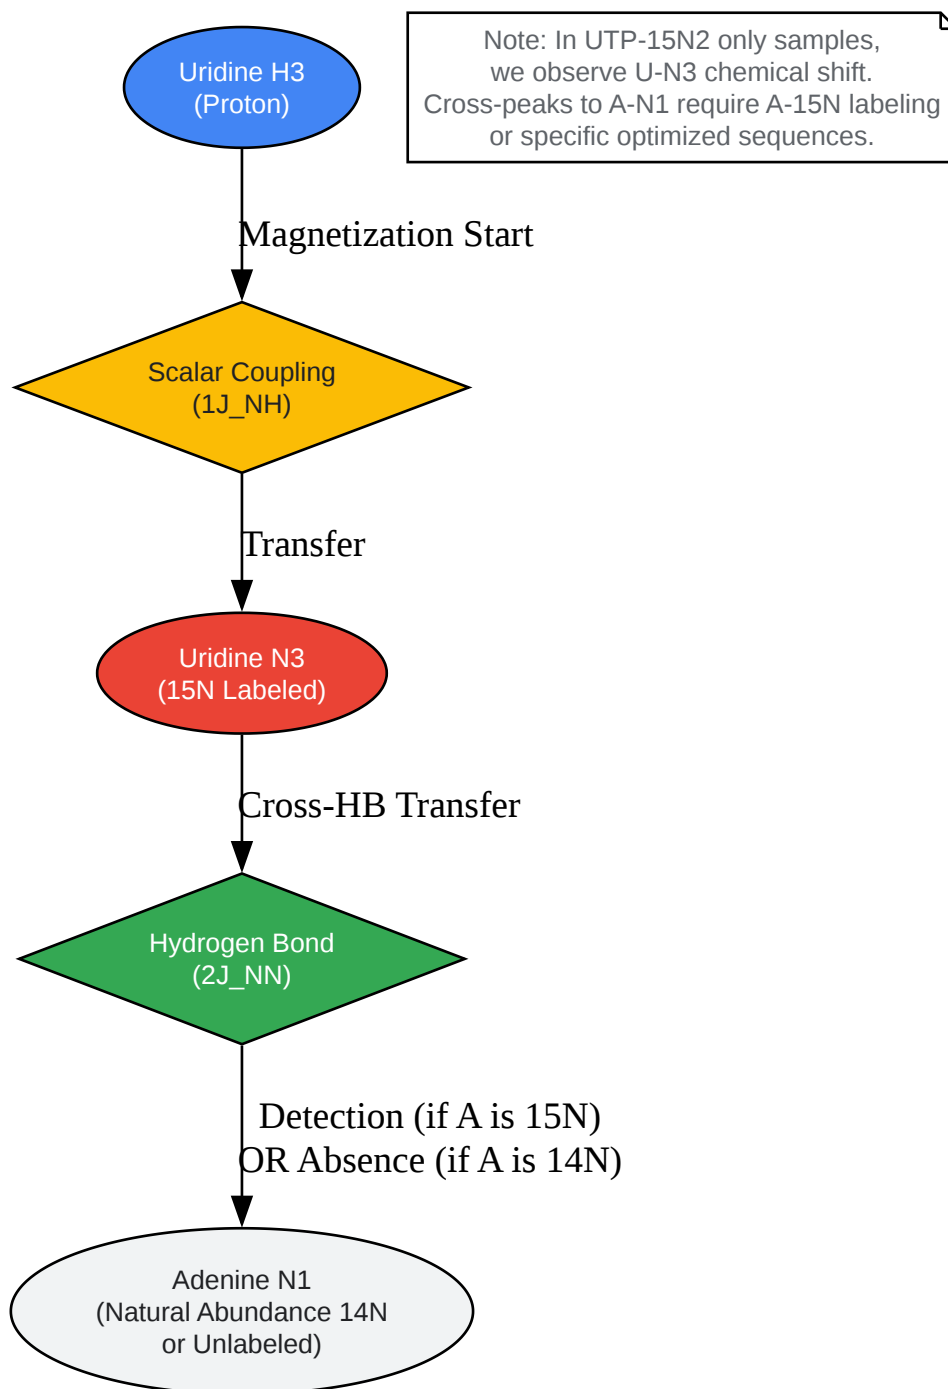 Uridine H3
(Proton)
Note: In UTP-15N2 only samples,
we observe U-N3 chemical shift.
Cross-peaks to A-N1 require A-15N labeling
or specific optimized sequences.
Magnetization Start
Scalar Coupling
(1J_NH)
Transfer
Uridine N3
(15N Labeled)
Cross-HB Transfer
Hydrogen Bond
(2J_NN)
Detection (if A is 15N)
OR Absence (if A is 14N)
Adenine N1
(Natural Abundance 14N
or Unlabeled)